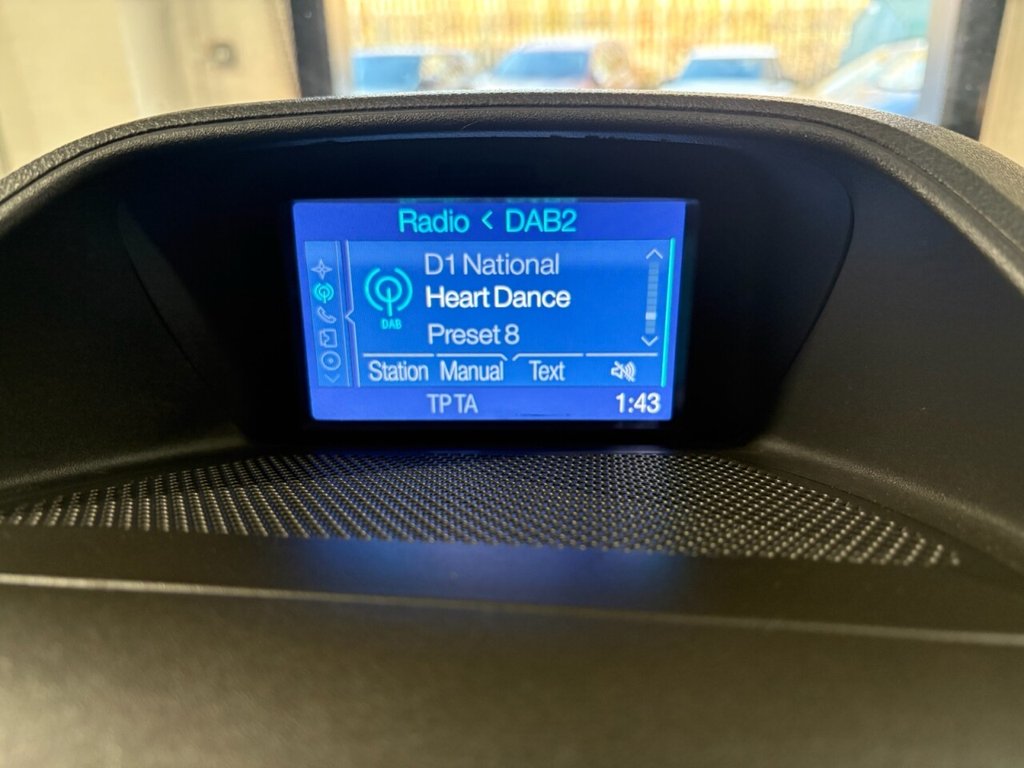 Radio < DAB2
D1 National
Heart Dance
DAB
Preset 8
Station Manual Text
TP TA 1:43